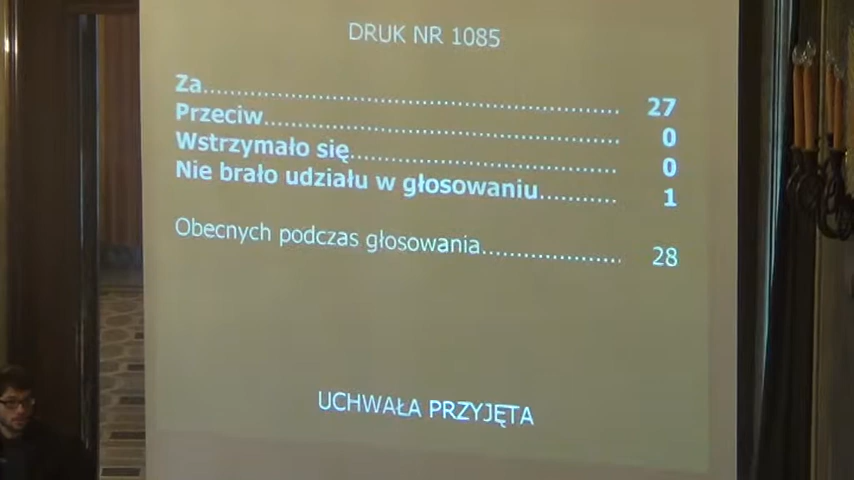 DRUK NR 1085
Za.......................................................... 27
Przeciw.................................................. 0
Wstrzymało się..................................... 0
Nie brało udziału w głosowaniu........... 1
Obecnych podczas głosowania.................... 28
UCHWAŁA PRZYJĘTA